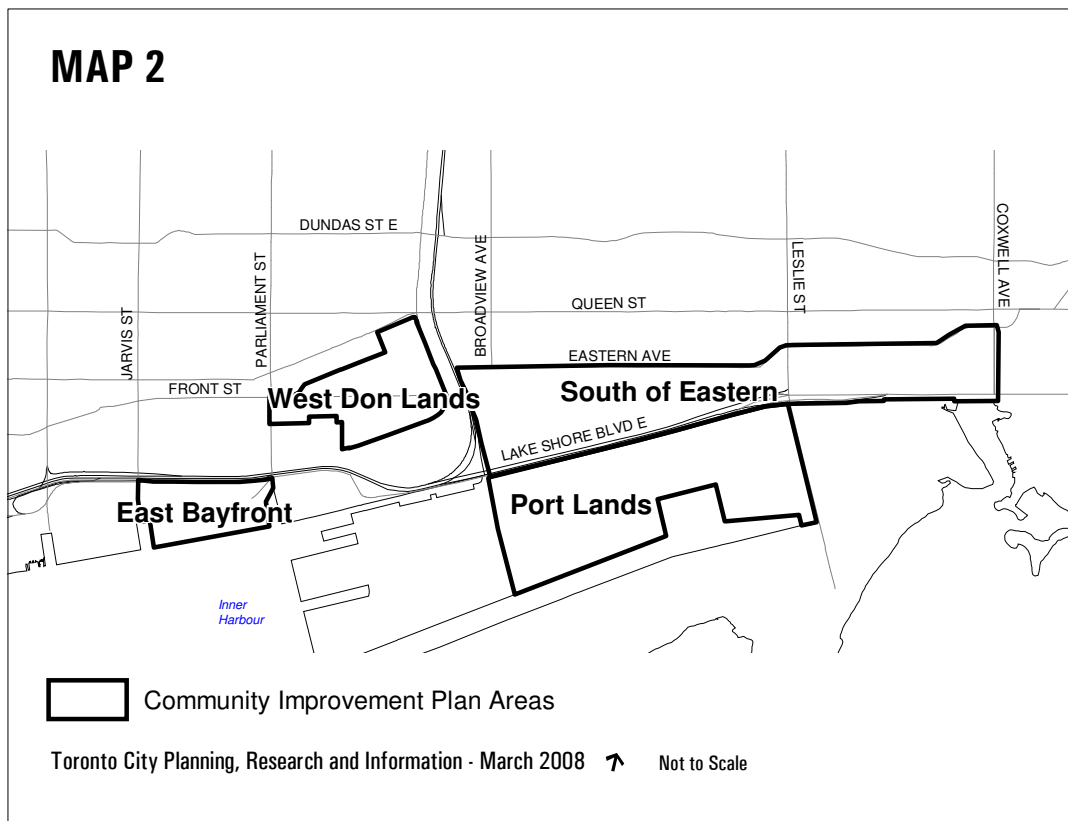 MAP 2
DUNDAS ST E
COXWELL AVE
PARLIAMENT ST
BROADVIEW AVE
LESLIE ST
JARVIS ST
QUEEN ST
EASTERN AVE
FRONT ST
West Don Lands
South of Eastern
LAKE SHORE BLVD E
East Bayfront
Port Lands
Inner
Harbour
Community Improvement Plan Areas
Toronto City Planning, Research and Information - March 2008 Not to Scale